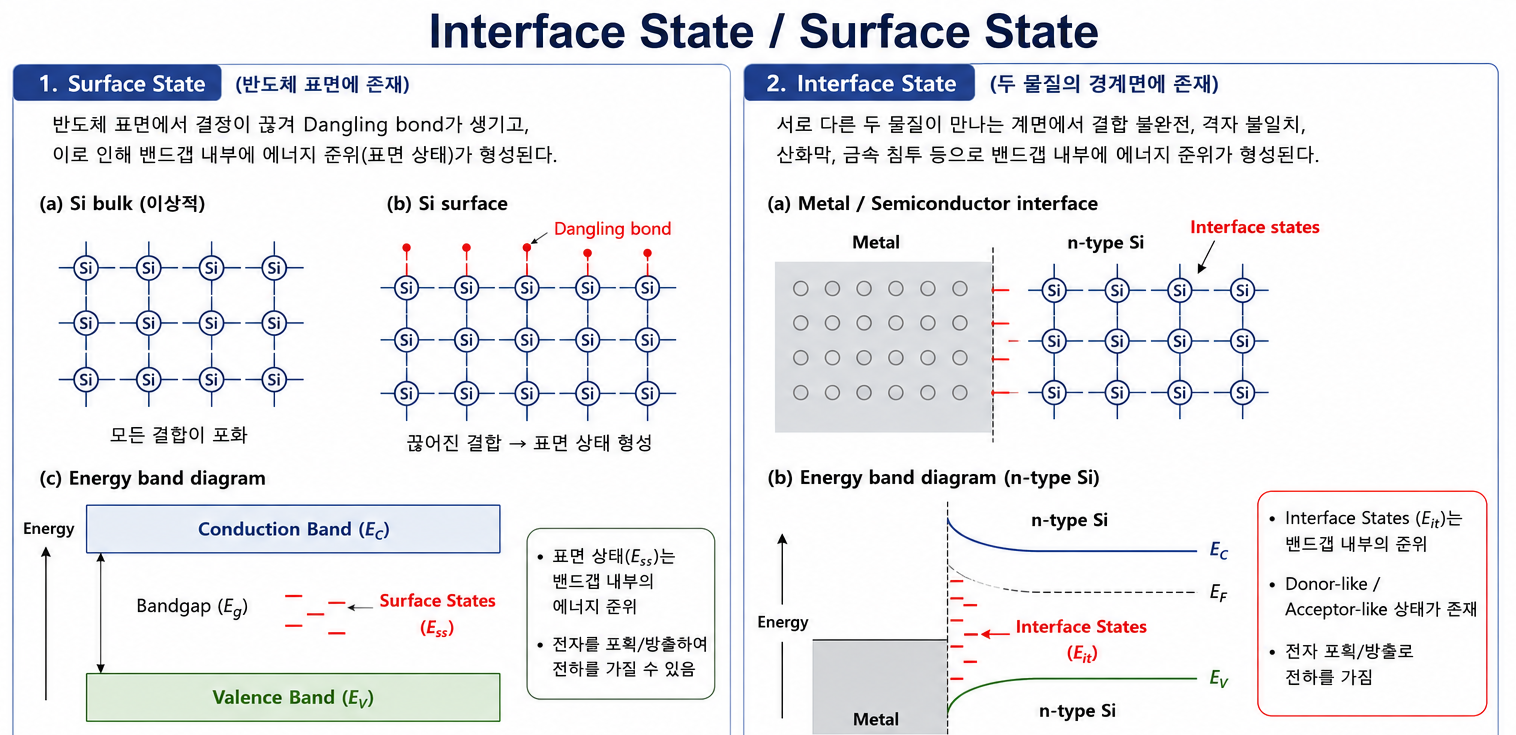 Interface State / Surface State
1. Surface State (반도체 표면에 존재)
반도체 표면에서 결정이 끊겨 Dangling bond가 생기고,
이로 인해 밴드갭 내부에 에너지 준위(표면 상태)가 형성된다.
(a) Si bulk (이상적)
Si Si Si Si
Si Si Si Si
Si Si Si Si
모든 결합이 포화
(b) Si surface
Dangling bond
Si Si Si Si Si
Si Si Si Si Si
Si Si Si Si Si
끊어진 결합 → 표면 상태 형성
(c) Energy band diagram
Energy
Conduction Band (E_C)
Bandgap (E_g)
Surface States
(E_ss)
Valence Band (E_V)
• 표면 상태(E_ss)는
밴드갭 내부의
에너지 준위
• 전자를 포획/방출하여
전하를 가질 수 있음
2. Interface State (두 물질의 경계면에 존재)
서로 다른 두 물질이 만나는 계면에서 결합 불완전, 격자 불일치,
산화막, 금속 침투 등으로 밴드갭 내부에 에너지 준위가 형성된다.
(a) Metal / Semiconductor interface
Metal
n-type Si
Interface states
Si Si Si Si
Si Si Si Si
Si Si Si Si
(b) Energy band diagram (n-type Si)
n-type Si
E_C
E_F
Energy
Interface States
(E_it)
E_V
n-type Si
Metal
• Interface States (E_it)는
밴드갭 내부의 준위
• Donor-like /
Acceptor-like 상태가 존재
• 전자 포획/방출로
전하를 가짐